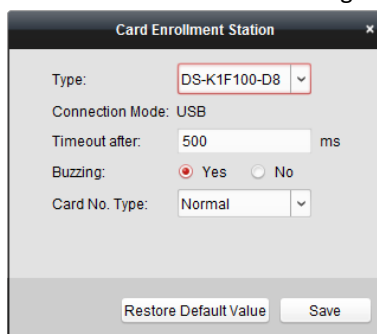 Card Enrollment Station ×
Type: DS-K1F100-D8
Connection Mode: USB
Timeout after: 500 ms
Buzzing: Yes No
Card No. Type: Normal
Restore Default Value Save